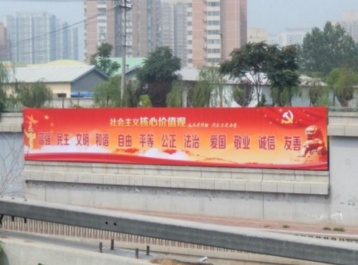 社会主义核心价值观
富强 民主 文明 和谐 自由 平等 公正 法治 爱国 敬业 诚信 友善